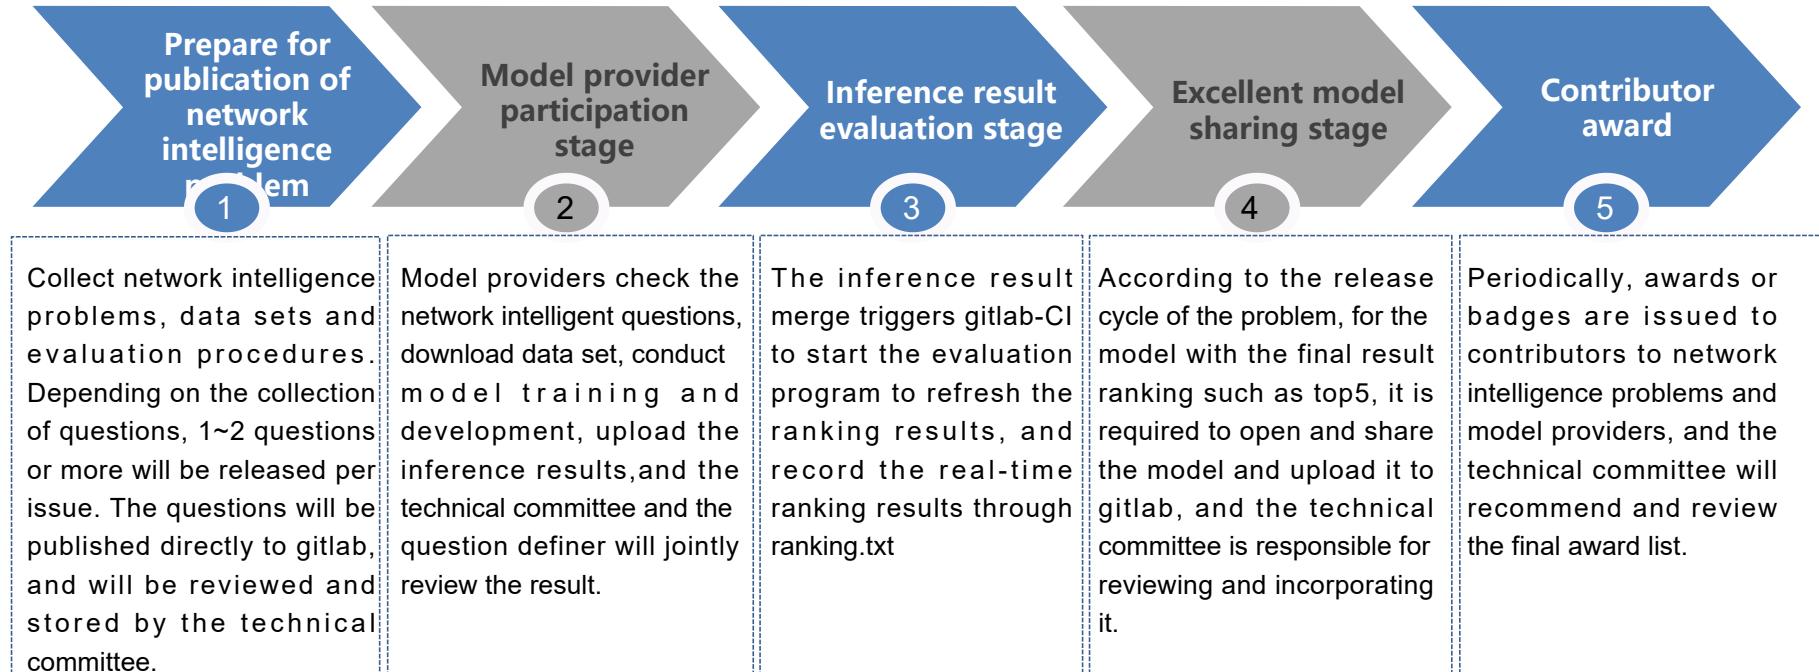 Prepare for
publication of
network
intelligence
lem
1
Model provider
participation
stage
2
Inference result
evaluation stage
3
Excellent model
sharing stage
4
Contributor
award
5
Collect network intelligence
problems, data sets and
evaluation procedures.
Depending on the collection
of questions, 1~2 questions
or more will be released per
issue. The questions will be
published directly to gitlab,
and will be reviewed and
stored by the technical
committee.
Model providers check the
network intelligent questions,
download data set, conduct
model training and
development, upload the
inference results,and the
technical committee and the
question definer will jointly
review the result.
The inference result
merge triggers gitlab-CI
to start the evaluation
program to refresh the
ranking results, and
record the real-time
ranking results through
ranking.txt
According to the release
cycle of the problem, for the
model with the final result
ranking such as top5, it is
required to open and share
the model and upload it to
gitlab, and the technical
committee is responsible for
reviewing and incorporating
it.
Periodically, awards or
badges are issued to
contributors to network
intelligence problems and
model providers, and the
technical committee will
recommend and review
the final award list.